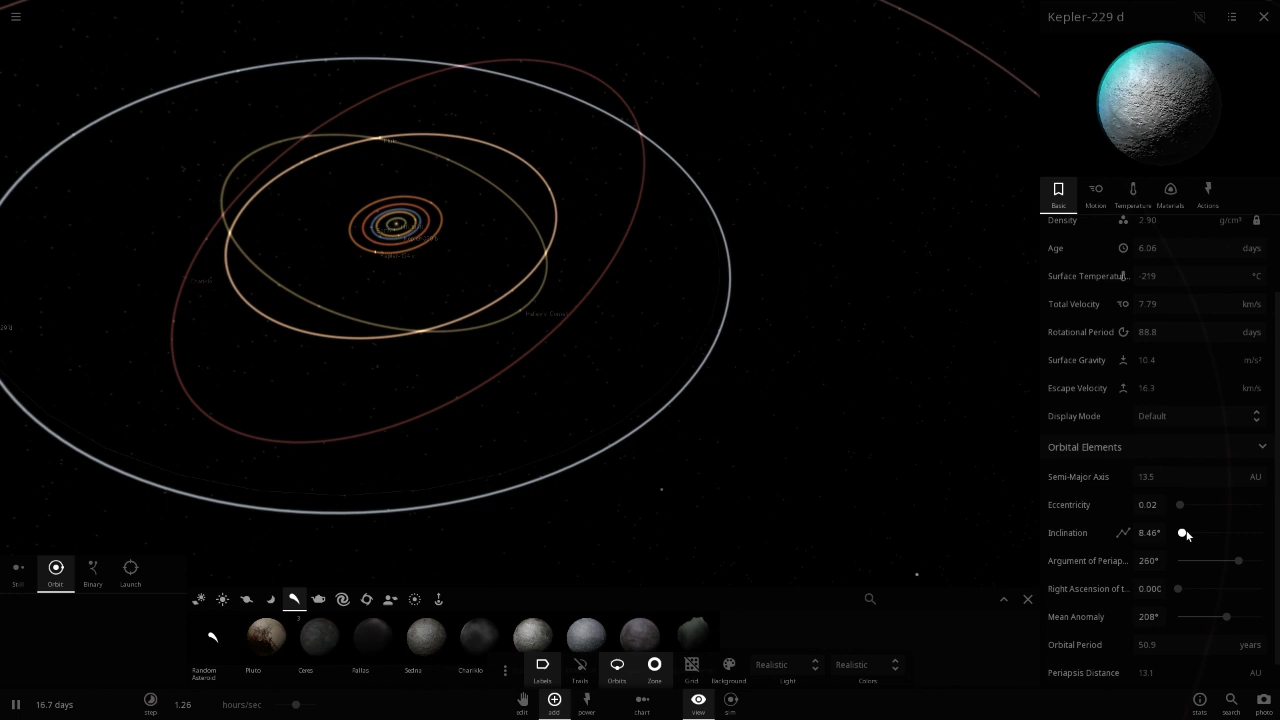 Kepler-229 d
Basic Motion Temperature Materials Actions
Density 2.90 g/cm³
Age 6.06 days
Surface Temperatu... -219 °C
Total Velocity 7.79 km/s
Rotational Period 88.8 days
Surface Gravity 10.4 m/s²
Escape Velocity 16.3 km/s
Display Mode Default
Orbital Elements
Semi-Major Axis 13.5 AU
Eccentricity 0.02
Inclination 8.46°
Argument of Periap... 260°
Right Ascension of t... 0.00
Mean Anomaly 208°
Orbital Period 50.9 years
Periapsis Distance 13.1 AU
Still Orbit Binary Launch
3
Random Asteroid Pluto Ceres Pallas Sedna Chariklo
Labels Trails Orbits Zone Grid Background Realistic Light Realistic Colors
16.7 days step 1.26 hours/sec edit add power chart view sim stats search photo